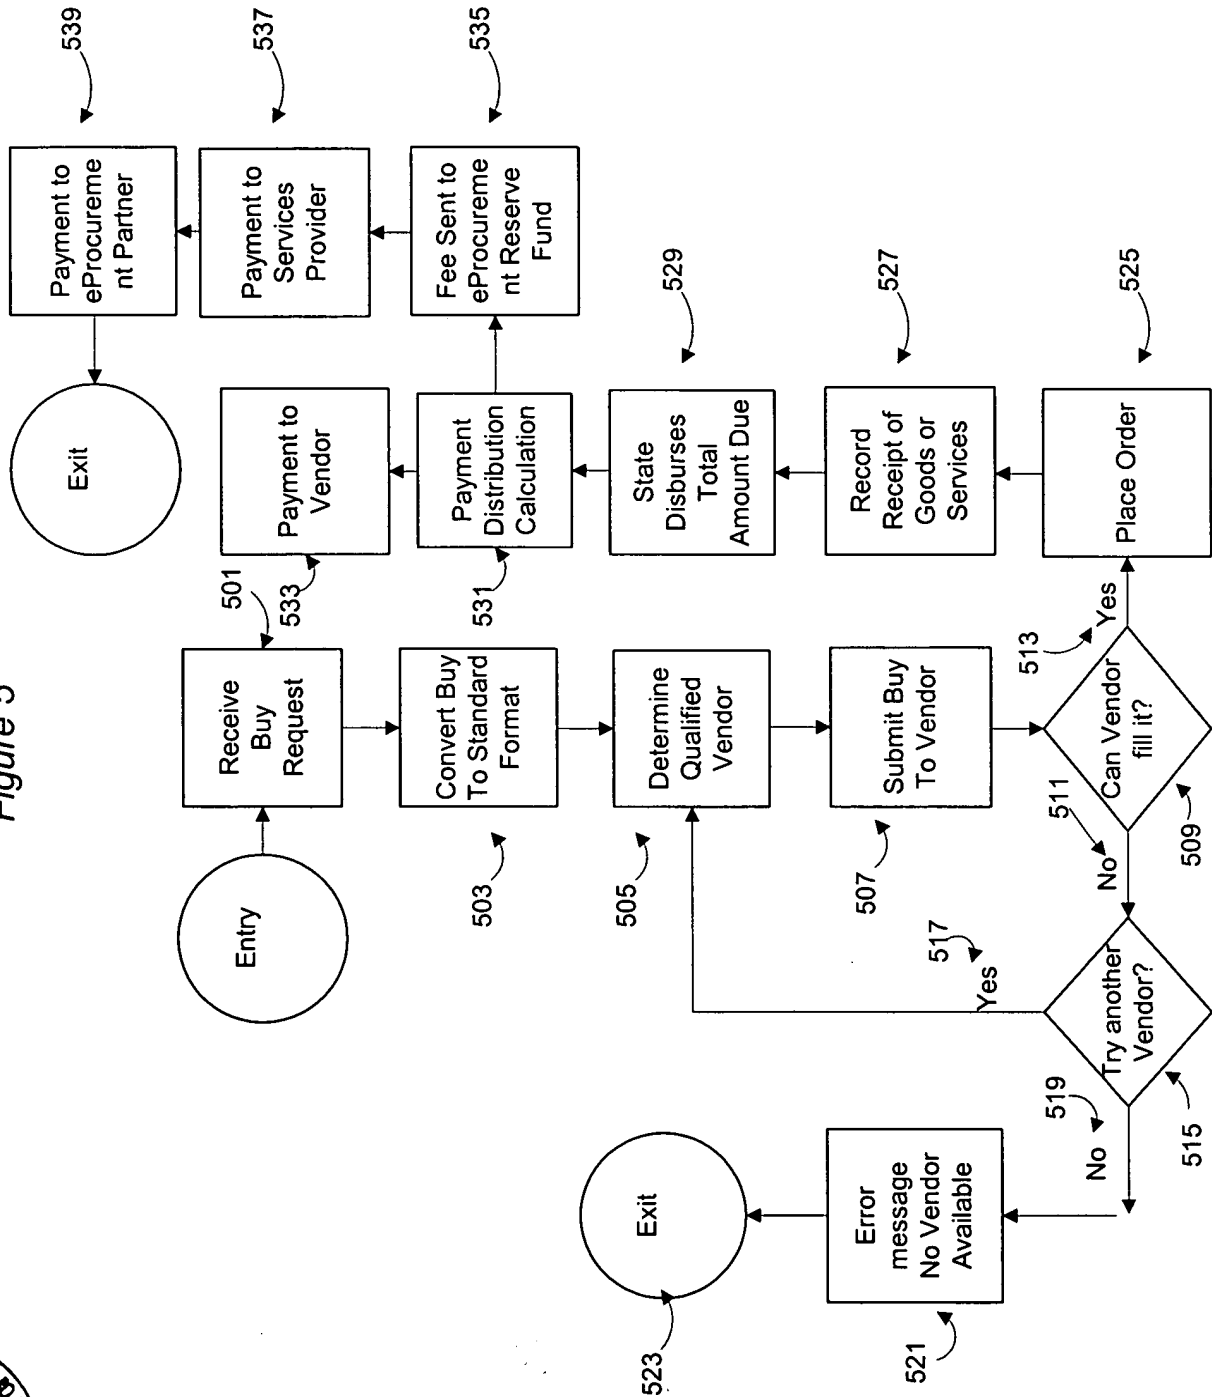 Figure 5
Entry
501
Receive
Buy
Request
503
Convert Buy
To Standard
Format
505
Determine
Qualified
Vendor
507
Submit Buy
To Vendor
509
Can Vendor
fill it?
511
No
513
Yes
515
Try another
Vendor?
517
Yes
519
No
521
Error
message
No Vendor
Available
523
Exit
525
Place Order
527
Record
Receipt of
Goods or
Services
529
State
Disburses
Total
Amount Due
531
Payment
Distribution
Calculation
533
Payment to
Vendor
535
Fee Sent to
eProcureme
nt Reserve
Fund
537
Payment to
Services
Provider
539
Payment to
eProcureme
nt Partner
Exit